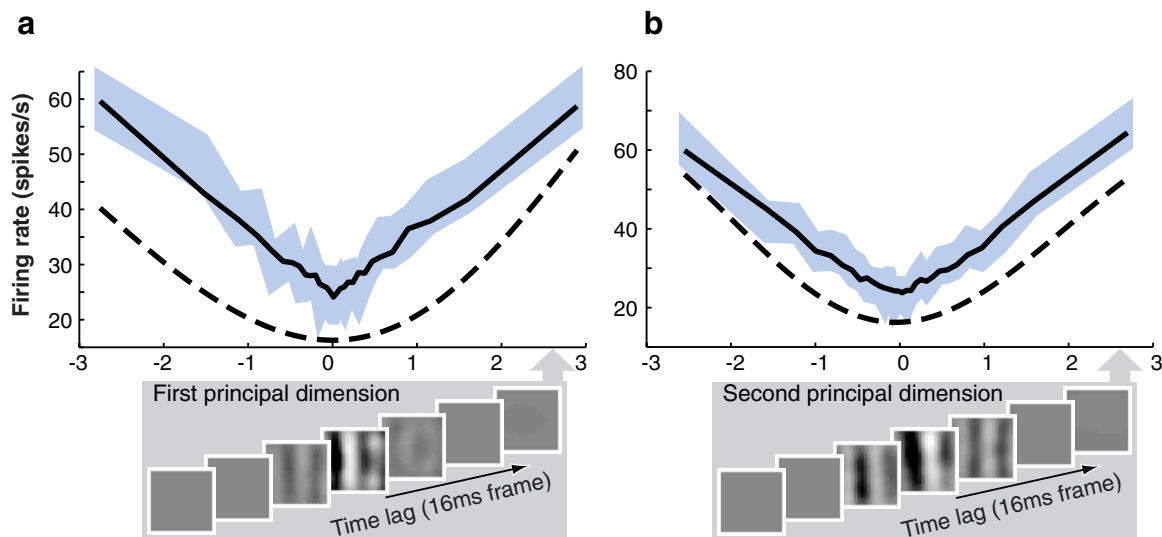 a
Firing rate (spikes/s)
60
50
40
30
20
-3 -2 -1 0 1 2 3
First principal dimension
Time lag (16ms frame)
b
80
60
40
20
10
-3 -2 -1 0 1 2 3
Second principal dimension
Time lag (16ms frame)